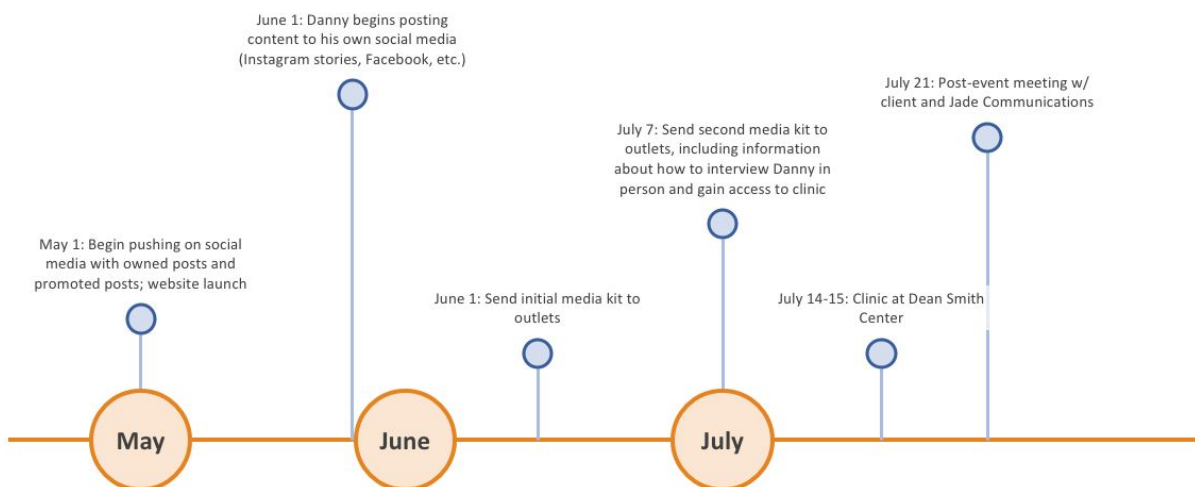 June 1: Danny begins posting
content to his own social media
(Instagram stories, Facebook, etc.)
July 21: Post-event meeting w/
client and Jade Communications
July 7: Send second media kit to
outlets, including information
about how to interview Danny in
person and gain access to clinic
May 1: Begin pushing on social
media with owned posts and
promoted posts; website launch
June 1: Send initial media kit to
outlets
July 14-15: Clinic at Dean Smith
Center
May
June
July